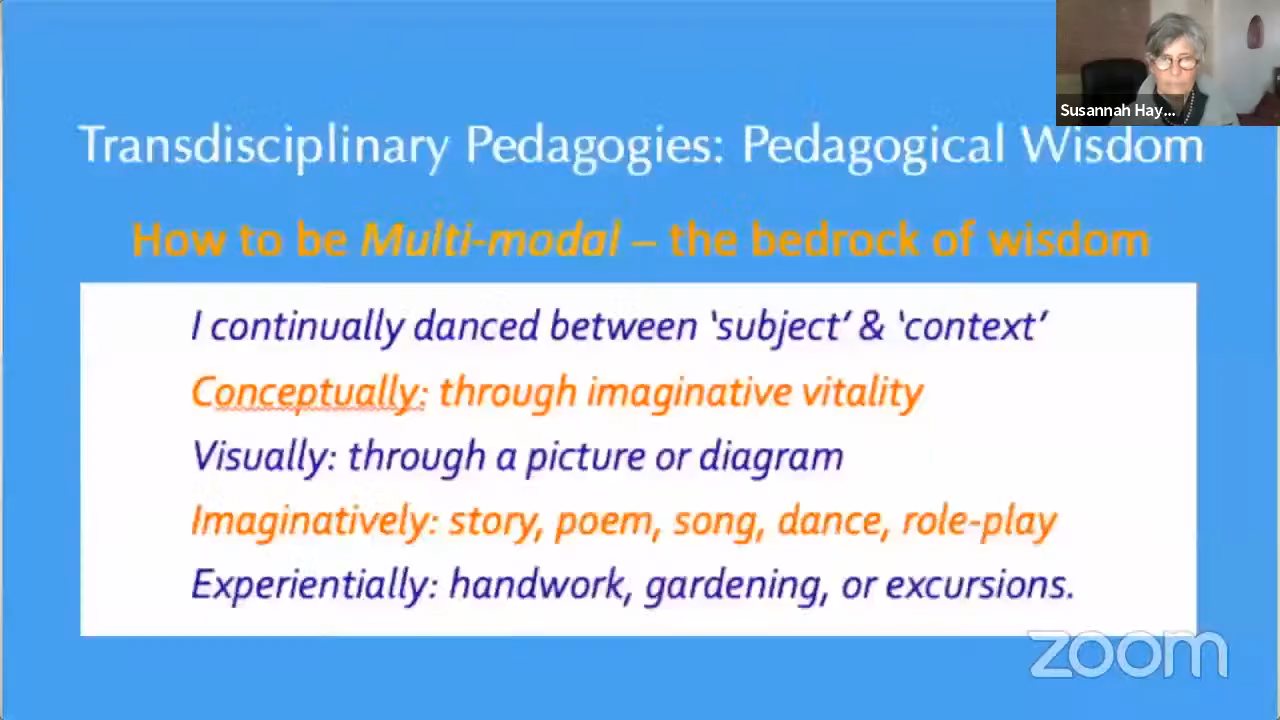 Susannah Hay...
Transdisciplinary Pedagogies: Pedagogical Wisdom
How to be Multi-modal – the bedrock of wisdom
I continually danced between ‘subject’ & ‘context’
Conceptually: through imaginative vitality
Visually: through a picture or diagram
Imaginatively: story, poem, song, dance, role-play
Experientially: handwork, gardening, or excursions.
zoom